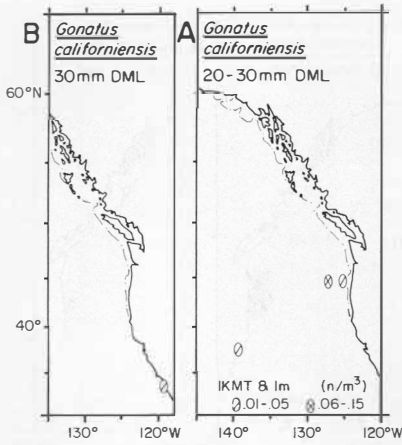 B
Gonatus
californiensis
30mm DML
60°
40°
130°
120°
A
Gonatus
californiensis
20-30mm DML
IKMT & Im (n/m³)
.01-.05 .06-.15
140°
130°
120°W